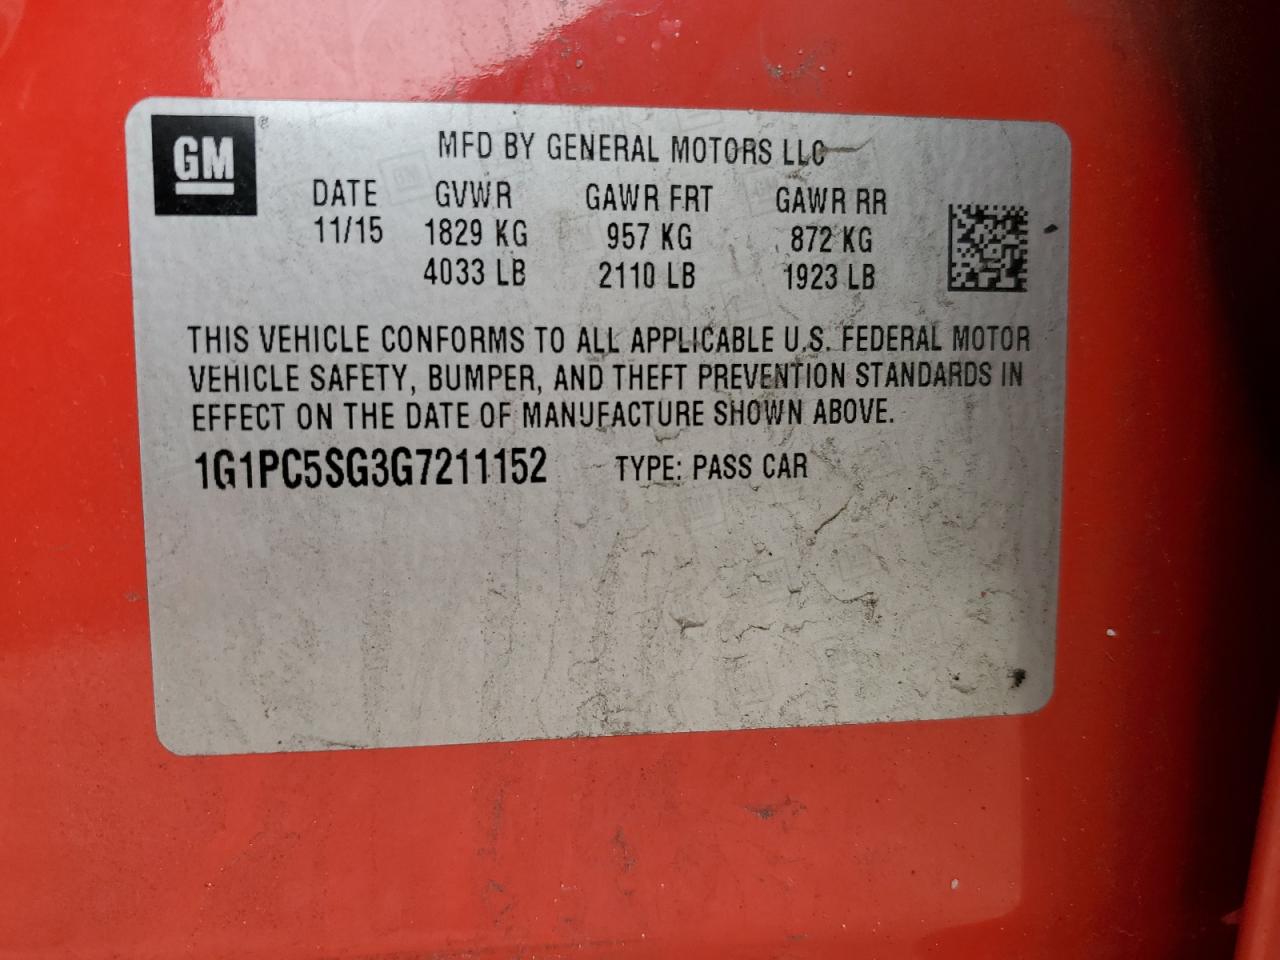 GM
MFD BY GENERAL MOTORS LLC
DATE GVWR GAWR FRT GAWR RR
11/15 1829 KG 957 KG 872 KG
4033 LB 2110 LB 1923 LB
THIS VEHICLE CONFORMS TO ALL APPLICABLE U.S. FEDERAL MOTOR
VEHICLE SAFETY, BUMPER, AND THEFT PREVENTION STANDARDS IN
EFFECT ON THE DATE OF MANUFACTURE SHOWN ABOVE.
1G1PC5SG3G7211152 TYPE: PASS CAR